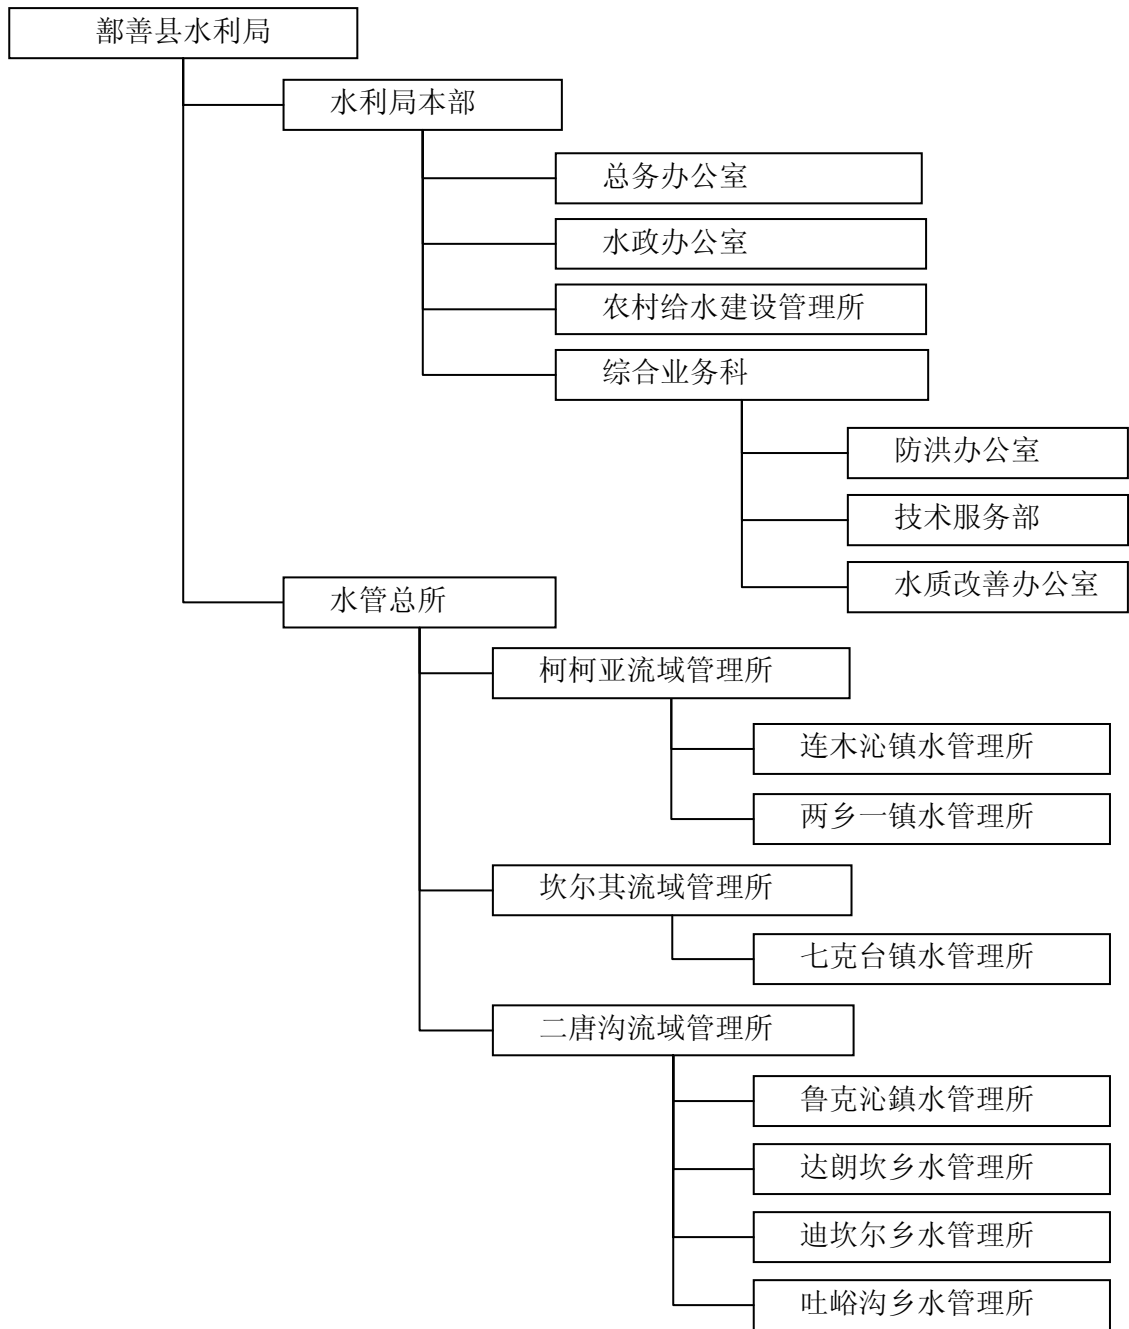 鄯善县水利局
水利局本部
总务办公室
水政办公室
农村给水建设管理所
综合业务科
防洪办公室
技术服务部
水质改善办公室
水管总所
柯柯亚流域管理所
连木沁镇水管理所
两乡一镇水管理所
坎尔其流域管理所
七克台镇水管理所
二唐沟流域管理所
鲁克沁鎮水管理所
达朗坎乡水管理所
迪坎尔乡水管理所
吐峪沟乡水管理所